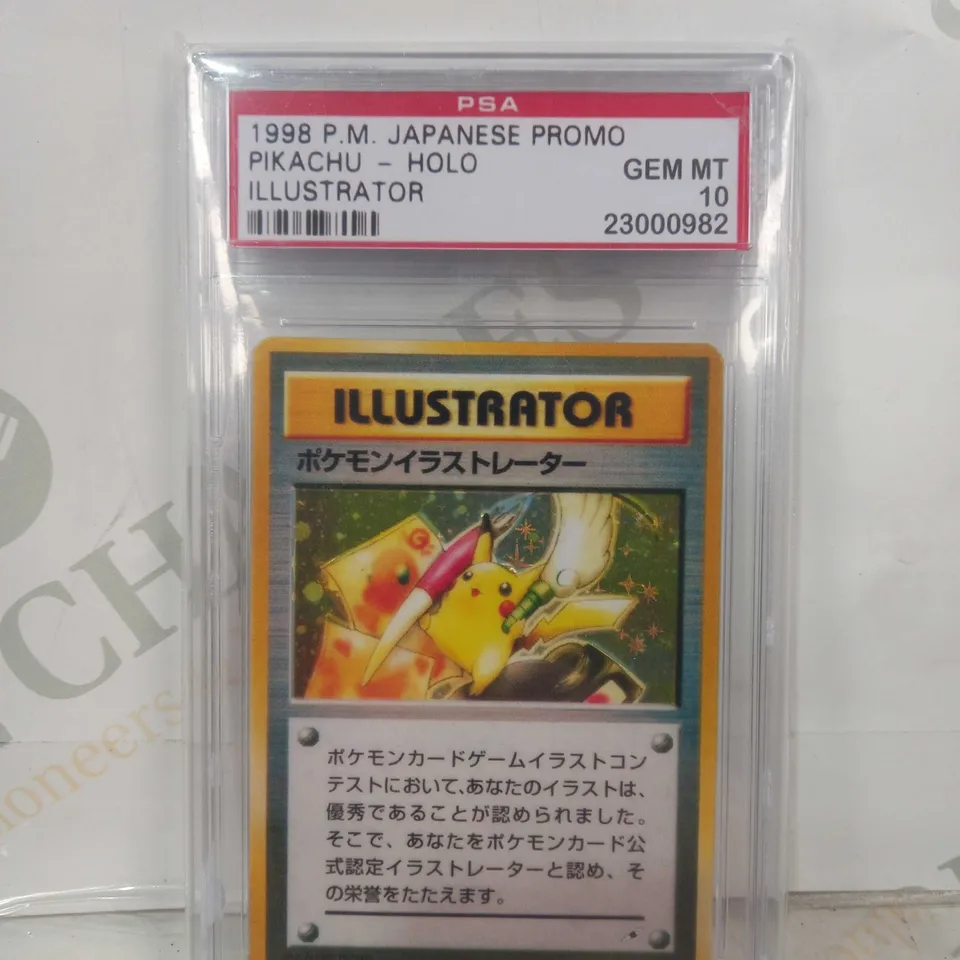 PSA
1998 P.M. JAPANESE PROMO
PIKACHU - HOLO
GEM MT
ILLUSTRATOR
10
23000982
ILLUSTRATOR
ポケモンイラストレーター
ポケモンカードゲームイラストコン
テストにおいて、あなたのイラストは、
優秀であることが認められました。
そこで、あなたをポケモンカード公
式認定イラストレーターと認め、そ
の栄誉をたたえます。